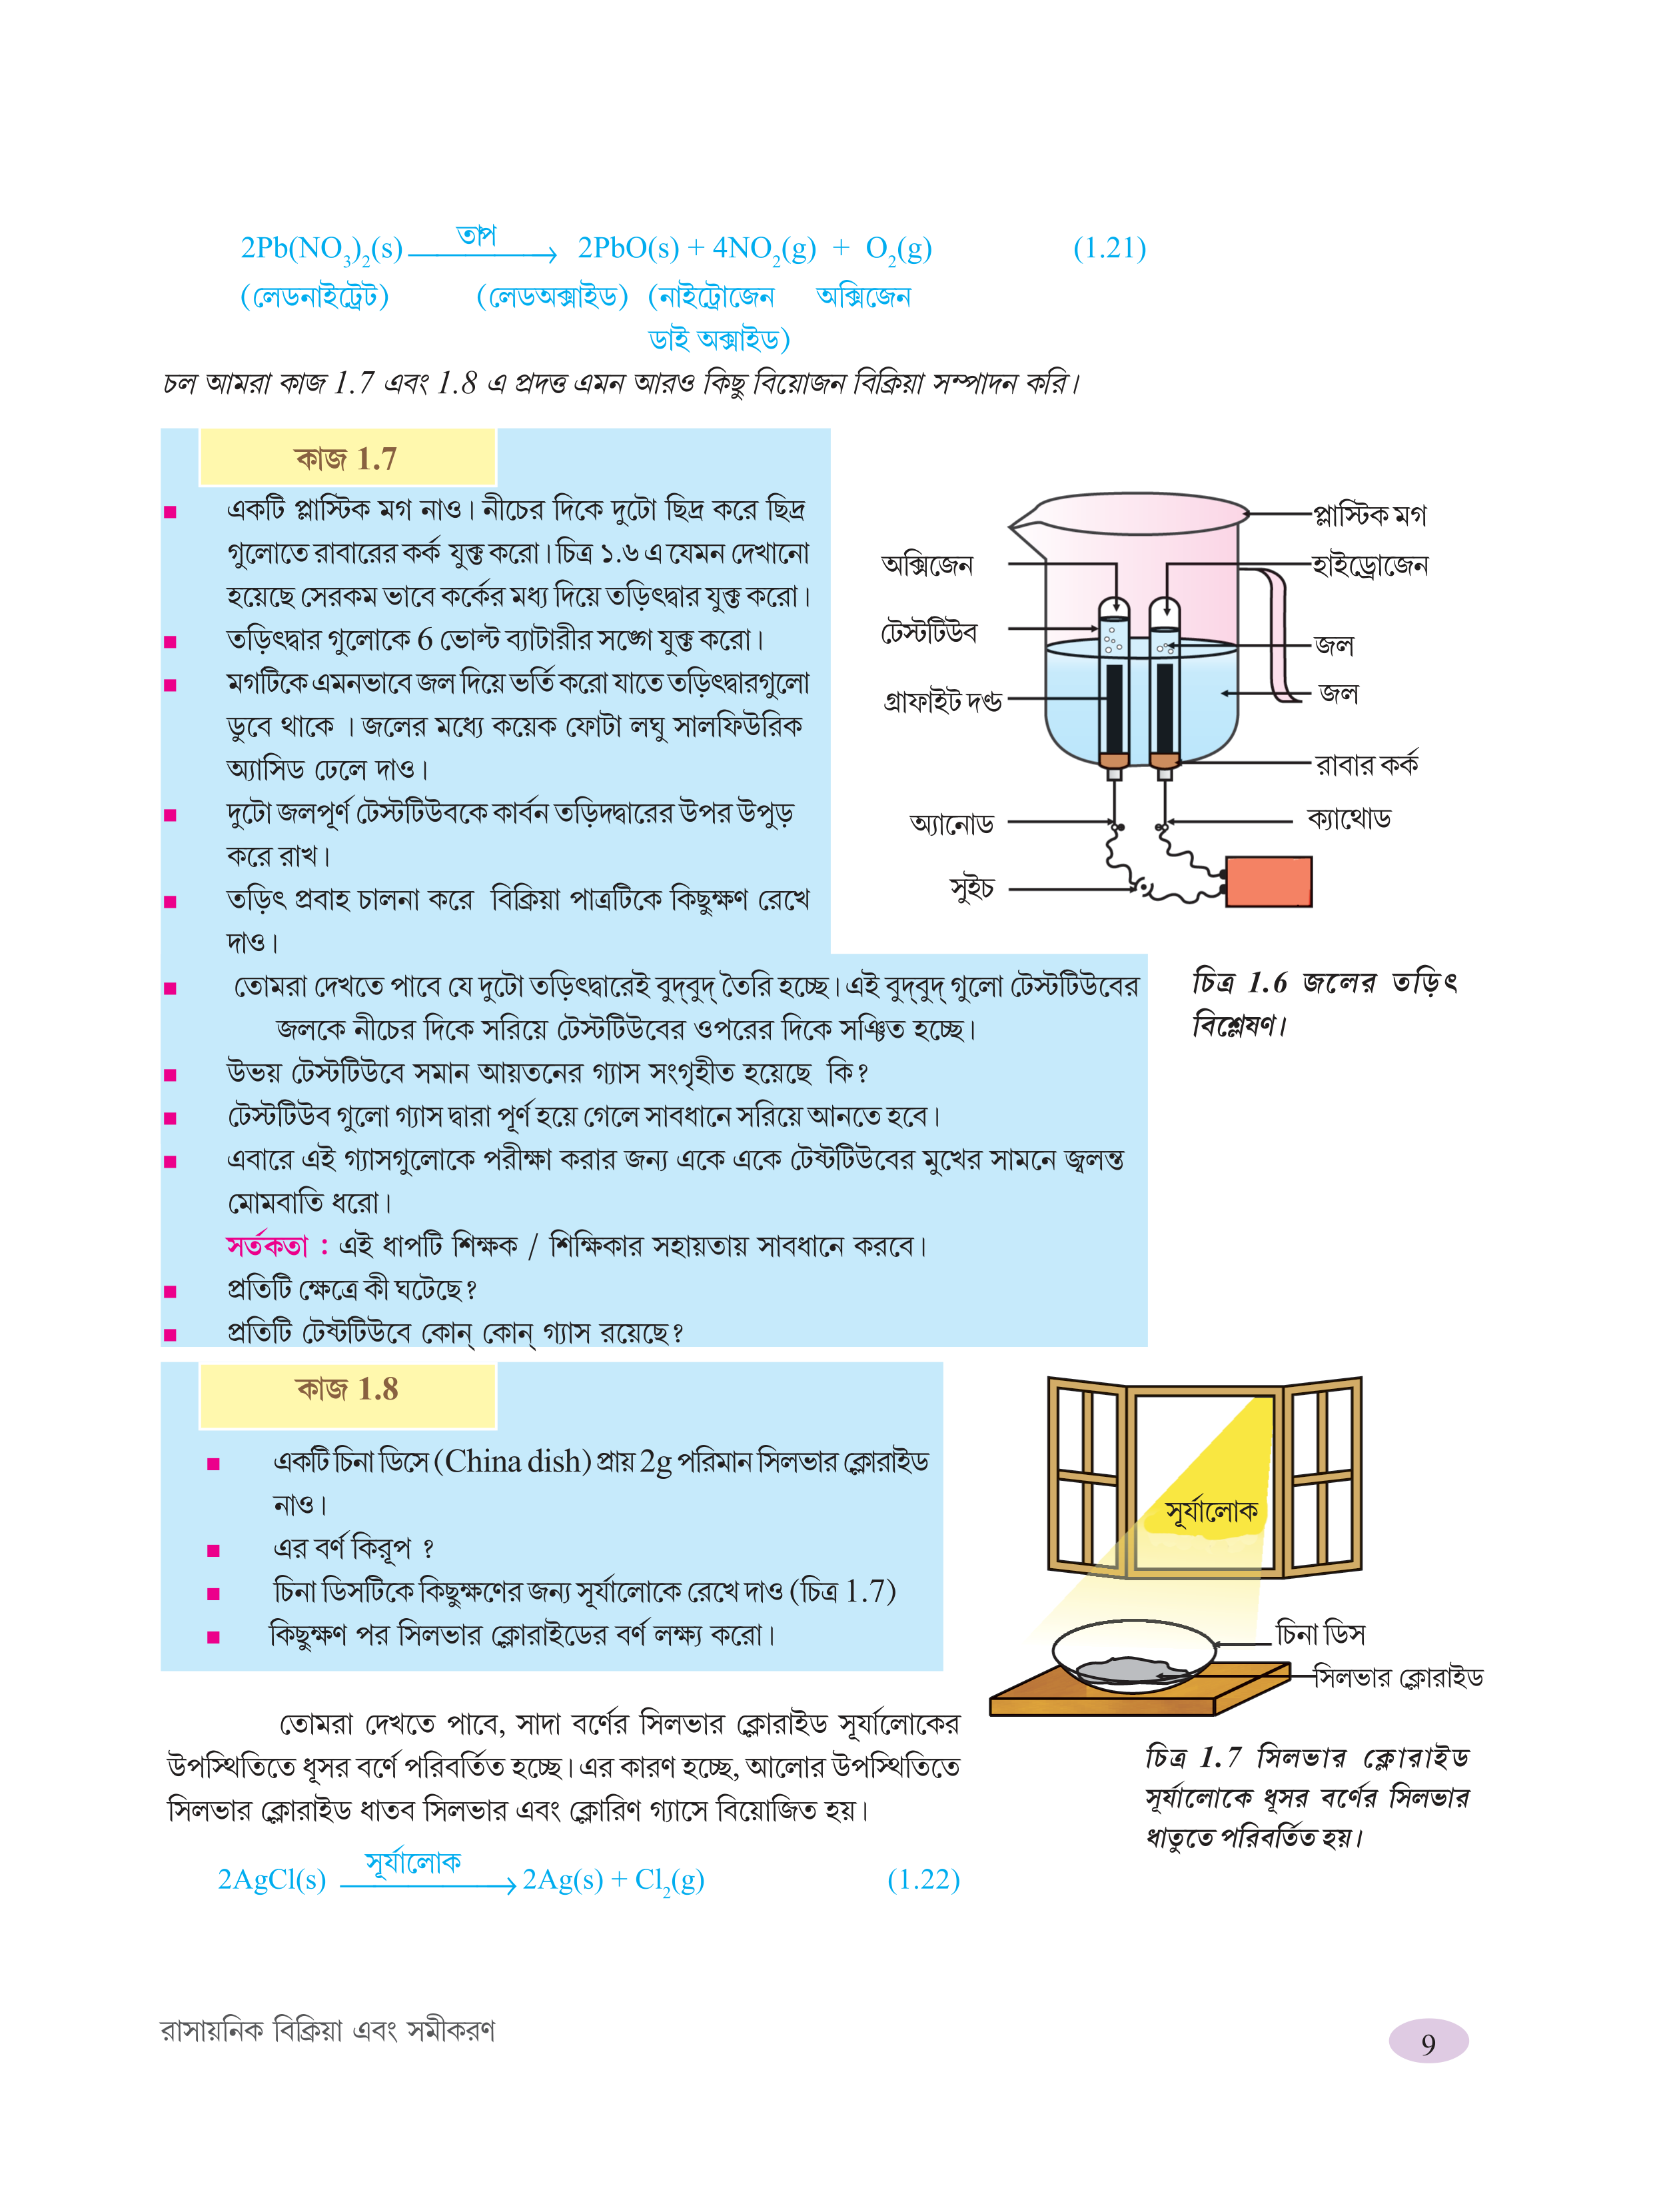 তাপ
2Pb(NO₃)₂(s) ⟶ 2PbO(s) + 4NO₂(g) + O₂(g) (1.21)
(লেডনাইট্রেট) (লেডঅক্সাইড) (নাইট্রোজেন অক্সিজেন
ডাই অক্সাইড)
চল আমরা কাজ 1.7 এবং 1.8 এ প্রদত্ত এমন আরও কিছু বিয়োজন বিক্রিয়া সম্পাদন করি।
কাজ 1.7
একটি প্লাস্টিক মগ নাও। নীচের দিকে দুটো ছিদ্র করে ছিদ্র
গুলোতে রাবারের কর্ক যুক্ত করো। চিত্র ১.৬ এ যেমন দেখানো
হয়েছে সেরকম ভাবে কর্কের মধ্য দিয়ে তড়িৎদ্বার যুক্ত করো।
তড়িৎদ্বার গুলোকে 6 ভোল্ট ব্যাটারীর সঙ্গে যুক্ত করো।
মগটিকে এমনভাবে জল দিয়ে ভর্তি করো যাতে তড়িৎদ্বারগুলো
ডুবে থাকে । জলের মধ্যে কয়েক ফোটা লঘু সালফিউরিক
অ্যাসিড ঢেলে দাও।
দুটো জলপূর্ণ টেস্টটিউবকে কার্বন তড়িদদ্বারের উপর উপুড়
করে রাখ।
তড়িৎ প্রবাহ চালনা করে বিক্রিয়া পাত্রটিকে কিছুক্ষণ রেখে
দাও।
তোমরা দেখতে পাবে যে দুটো তড়িৎদ্বারেই বুদ্‌বুদ্ তৈরি হচ্ছে। এই বুদ্‌বুদ্ গুলো টেস্টটিউবের
জলকে নীচের দিকে সরিয়ে টেস্টটিউবের ওপরের দিকে সঞ্চিত হচ্ছে।
উভয় টেস্টটিউবে সমান আয়তনের গ্যাস সংগৃহীত হয়েছে কি?
টেস্টটিউব গুলো গ্যাস দ্বারা পূর্ণ হয়ে গেলে সাবধানে সরিয়ে আনতে হবে।
এবারে এই গ্যাসগুলোকে পরীক্ষা করার জন্য একে একে টেষ্টটিউবের মুখের সামনে জ্বলন্ত
মোমবাতি ধরো।
সর্তকতা : এই ধাপটি শিক্ষক / শিক্ষিকার সহায়তায় সাবধানে করবে।
প্রতিটি ক্ষেত্রে কী ঘটেছে?
প্রতিটি টেষ্টটিউবে কোন্ কোন্ গ্যাস রয়েছে?
প্লাস্টিক মগ
অক্সিজেন
হাইড্রোজেন
টেস্টটিউব
জল
গ্রাফাইট দণ্ড
জল
রাবার কর্ক
অ্যানোড
ক্যাথোড
সুইচ
চিত্র 1.6 জলের তড়িৎ
বিশ্লেষণ।
কাজ 1.8
একটি চিনা ডিসে (China dish) প্রায় 2g পরিমান সিলভার ক্লোরাইড
নাও।
এর বর্ণ কিরূপ ?
চিনা ডিসটিকে কিছুক্ষণের জন্য সূর্যালোকে রেখে দাও (চিত্র 1.7)
কিছুক্ষণ পর সিলভার ক্লোরাইডের বর্ণ লক্ষ্য করো।
সূর্যালোক
চিনা ডিস
সিলভার ক্লোরাইড
চিত্র 1.7 সিলভার ক্লোরাইড
সূর্যালোকে ধূসর বর্ণের সিলভার
ধাতুতে পরিবর্তিত হয়।
তোমরা দেখতে পাবে, সাদা বর্ণের সিলভার ক্লোরাইড সূর্যালোকের
উপস্থিতিতে ধূসর বর্ণে পরিবর্তিত হচ্ছে। এর কারণ হচ্ছে, আলোর উপস্থিতিতে
সিলভার ক্লোরাইড ধাতব সিলভার এবং ক্লোরিণ গ্যাসে বিয়োজিত হয়।
সূর্যালোক
2AgCl(s) ⟶ 2Ag(s) + Cl₂(g) (1.22)
রাসায়নিক বিক্রিয়া এবং সমীকরণ
9